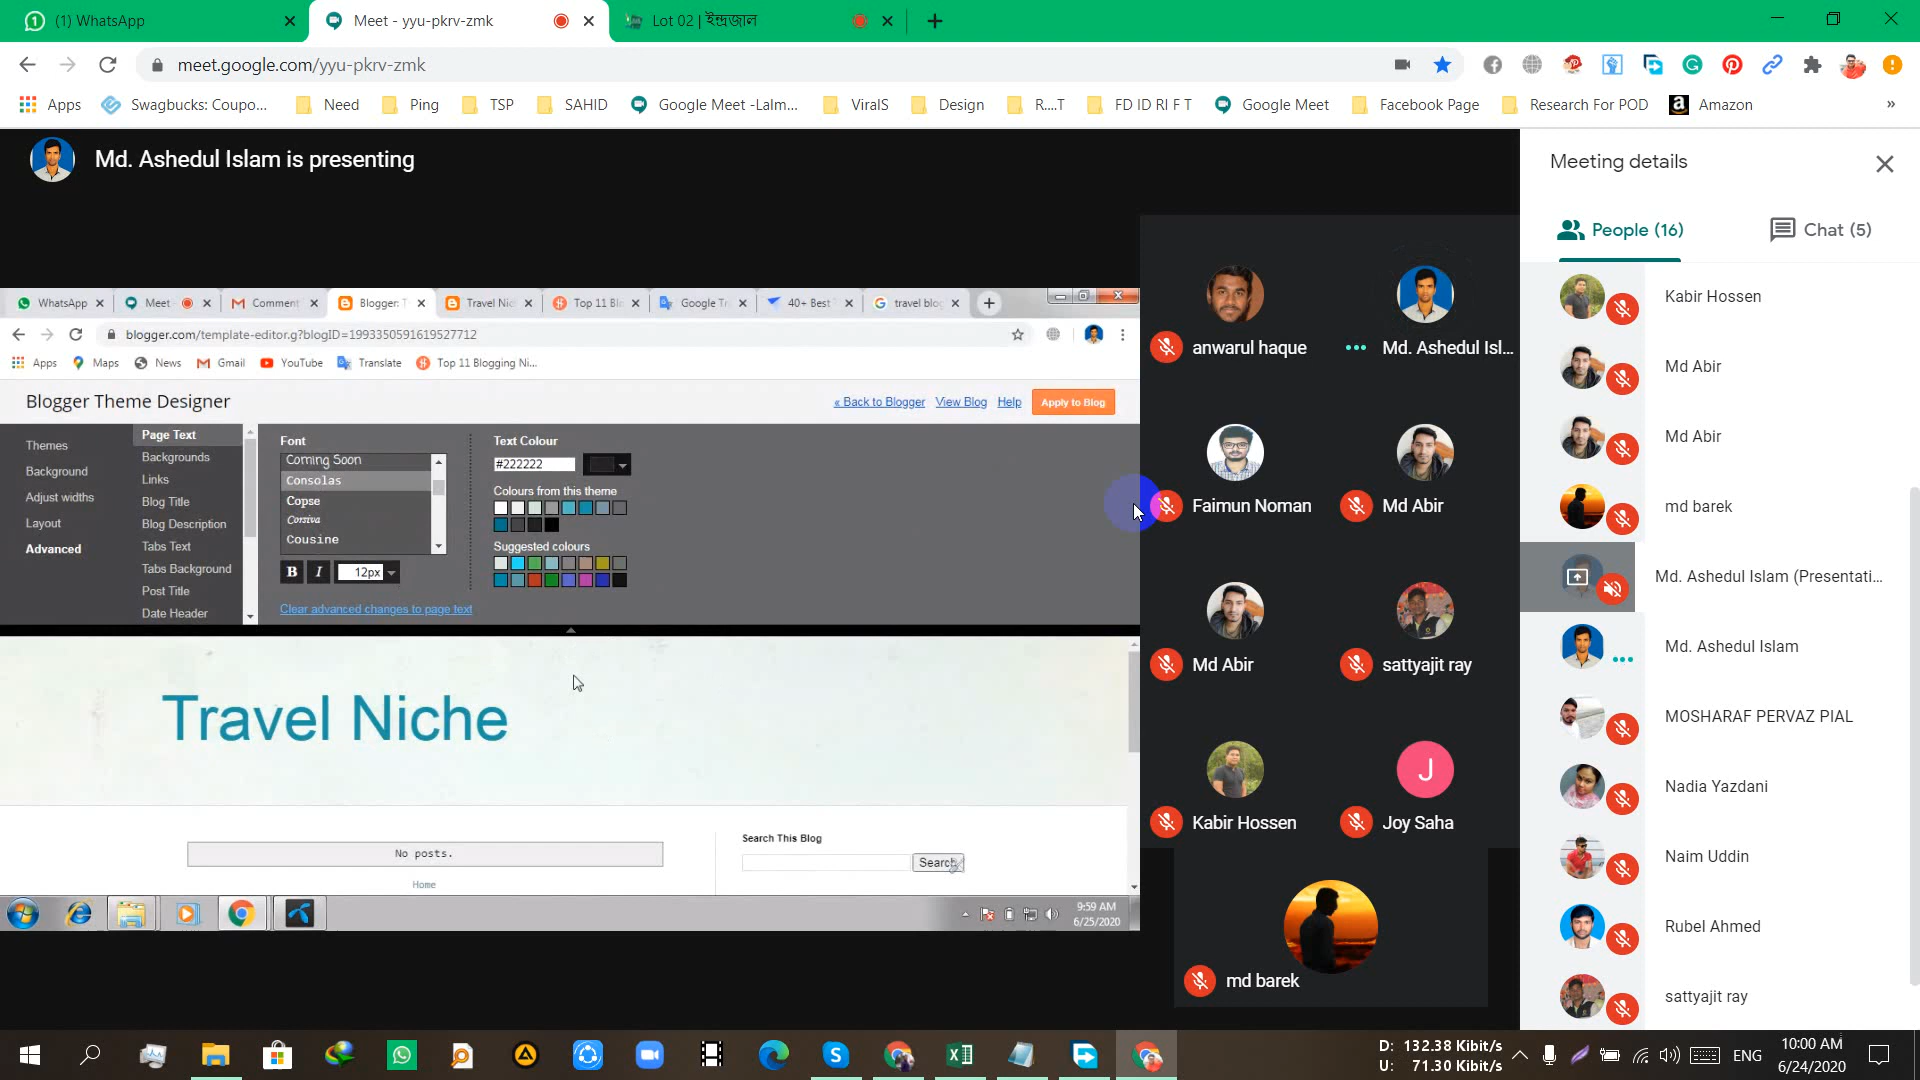 (1) WhatsApp
Meet - yyu-pkrv-zmk
Lot 02 | ইন্দ্রজাল
meet.google.com/yyu-pkrv-zmk
Apps
Swagbucks: Coupo...
Need
Ping
TSP
SAHID
Google Meet -Lalm...
ViralS
Design
R....T
FD ID RI F T
Google Meet
Facebook Page
Research For POD
Amazon
»
Md. Ashedul Islam is presenting
WhatsApp
Meet
Comment
Blogger: T
Travel Nic
Top 11 Bl
Google Tr
40+ Best
travel blog
blogger.com/template-editor.g?blogID=1993350591619527712
Apps
Maps
News
Gmail
YouTube
Translate
Top 11 Blogging Ni...
Blogger Theme Designer
« Back to Blogger
View Blog
Help
Apply to Blog
Themes
Background
Adjust widths
Layout
Advanced
Page Text
Backgrounds
Links
Blog Title
Blog Description
Tabs Text
Tabs Background
Post Title
Date Header
Font
Coming Soon
Consolas
Copse
Corsiva
Cousine
B
I
12px
Clear advanced changes to page text
Text Colour
#222222
Colours from this theme
Suggested colours
Travel Niche
No posts.
Home
Search This Blog
Search
9:59 AM
6/25/2020
anwarul haque
Md. Ashedul Isl...
Faimun Noman
Md Abir
Md Abir
sattyajit ray
Kabir Hossen
J
Joy Saha
md barek
Meeting details
People (16)
Chat (5)
Kabir Hossen
Md Abir
Md Abir
md barek
Md. Ashedul Islam (Presentati...
Md. Ashedul Islam
MOSHARAF PERVAZ PIAL
Nadia Yazdani
Naim Uddin
Rubel Ahmed
sattyajit ray
D: 132.38 Kibit/s
U: 71.30 Kibit/s
ENG
10:00 AM
6/24/2020